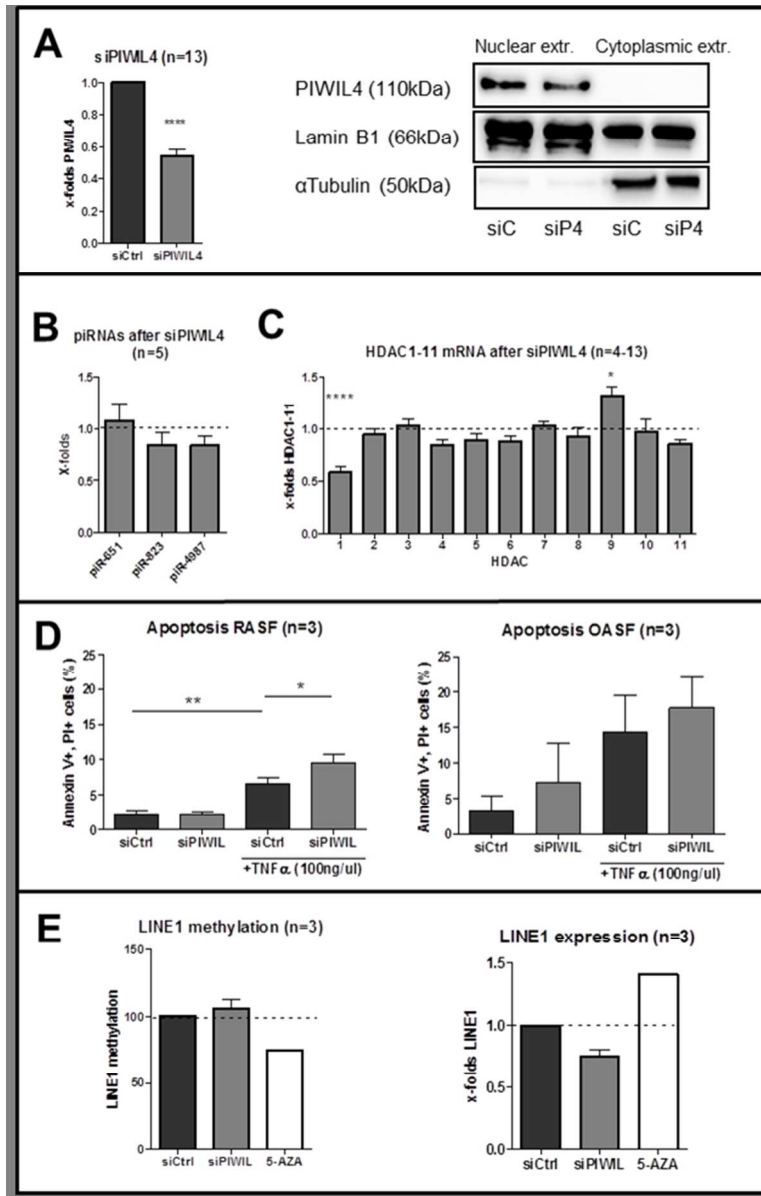 A
siPIWIL4 (n=13)
x-folds PIWIL4
1.0
0.8
0.6
0.4
0.2
0.0
****
siCtrl siPIWIL4
Nuclear extr. Cytoplasmic extr.
PIWIL4 (110kDa)
Lamin B1 (66kDa)
αTubulin (50kDa)
siC siP4 siC siP4
B
piRNAs after siPIWIL4
(n=5)
X-folds
1.5
1.0
0.5
0.0
piR-651 piR-823 piR-4987
C
HDAC1-11 mRNA after siPIWIL4 (n=4-13)
x-folds HDAC1-11
1.5
1.0
0.5
0.0
**** *
1 2 3 4 5 6 7 8 9 10 11
HDAC
D
Apoptosis RASF (n=3)
Annexin V+, PI+ cells (%)
25
20
15
10
5
0
** *
siCtrl siPIWIL siCtrl siPIWIL
+TNF α (100ng/ul)
Apoptosis OASF (n=3)
Annexin V+, PI+ cells (%)
25
20
15
10
5
0
siCtrl siPIWIL siCtrl siPIWIL
+TNF α (100ng/ul)
E
LINE1 methylation (n=3)
LINE1 methylation
150
100
50
0
siCtrl siPIWIL 5-AZA
LINE1 expression (n=3)
x-folds LINE1
1.5
1.0
0.5
0.0
siCtrl siPIWIL 5-AZA